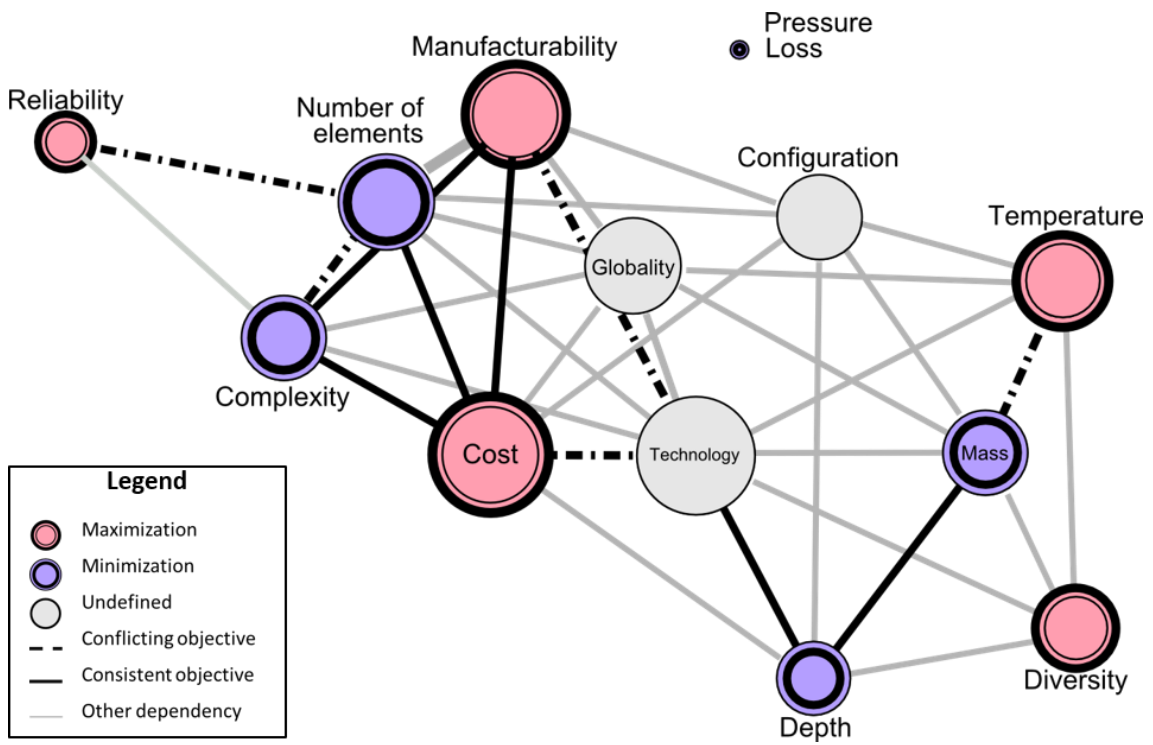 Pressure
Loss
Manufacturability
Reliability
Number of
elements
Configuration
Temperature
Globality
Complexity
Cost
Technology
Mass
Legend
Maximization
Minimization
Undefined
Conflicting objective
Consistent objective
Other dependency
Diversity
Depth